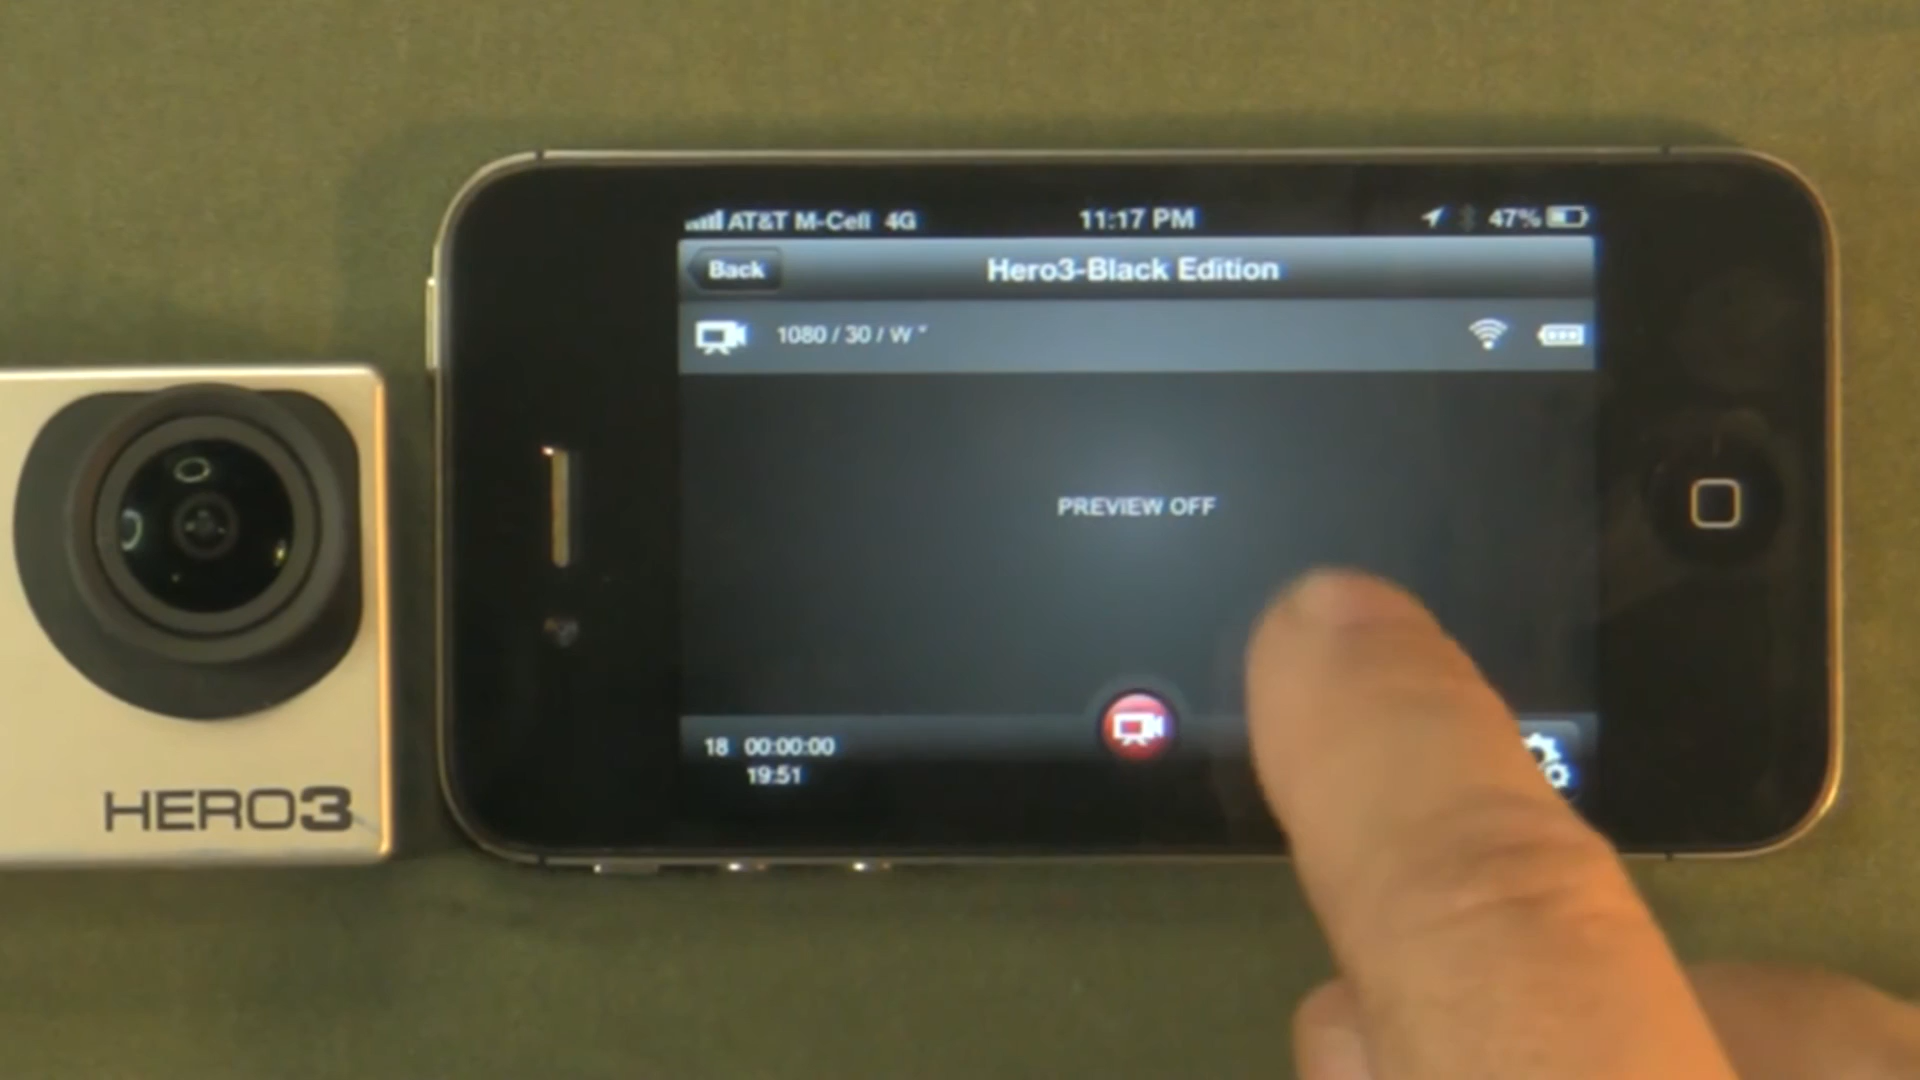 AT&T M-Cell 4G 11:17 PM 47%
Back Hero3-Black Edition
1080 / 30 / W *
PREVIEW OFF
18 00:00:00
19:51
HERO3